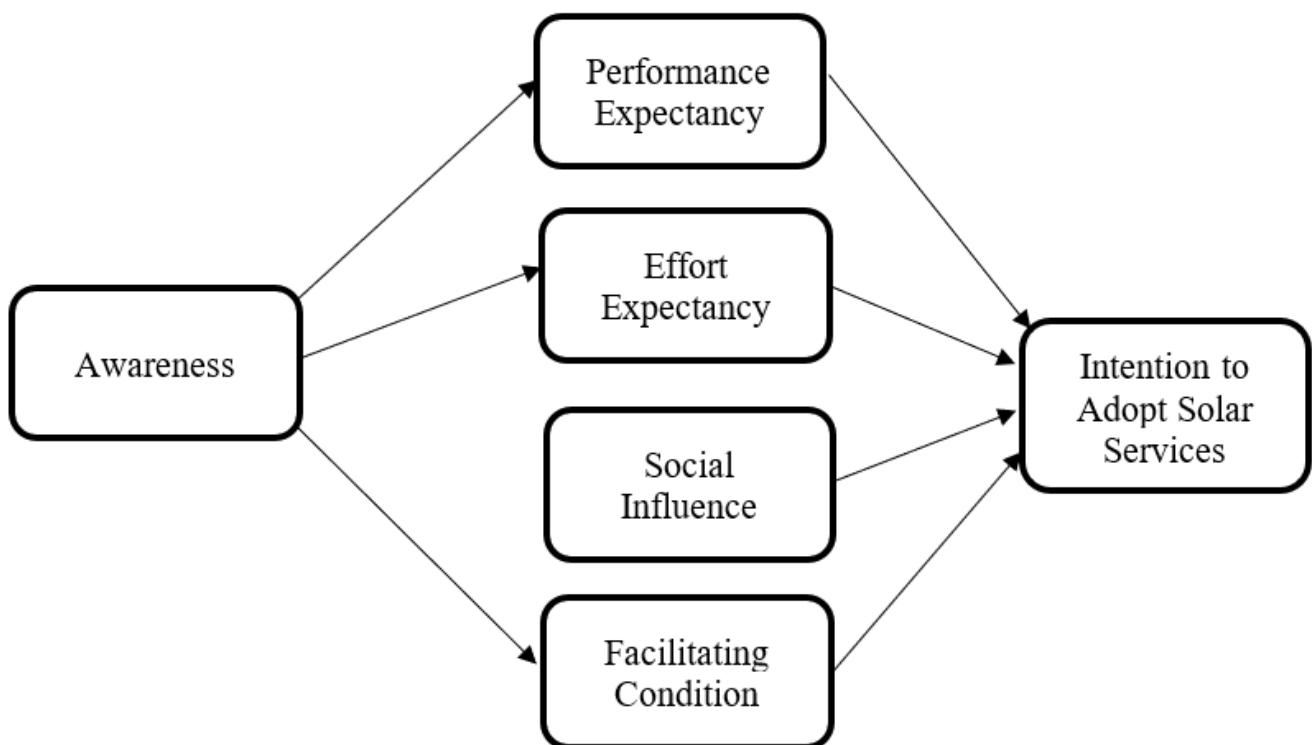 Performance
Expectancy
Effort
Expectancy
Awareness
Intention to
Adopt Solar
Services
Social
Influence
Facilitating
Condition